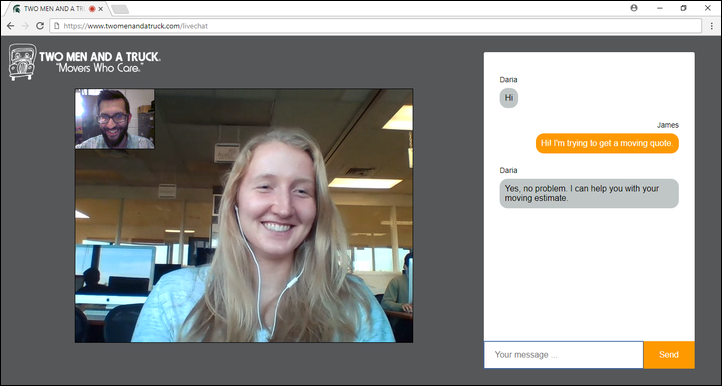 TWO MEN AND A TR
https://www.twomenandatruck.com/livechat
TWO MEN AND A TRUCK.
"Movers Who Care."
Daria
Hi
James
Hi! I'm trying to get a moving quote.
Daria
Yes, no problem. I can help you with your
moving estimate.
Your message ...
Send